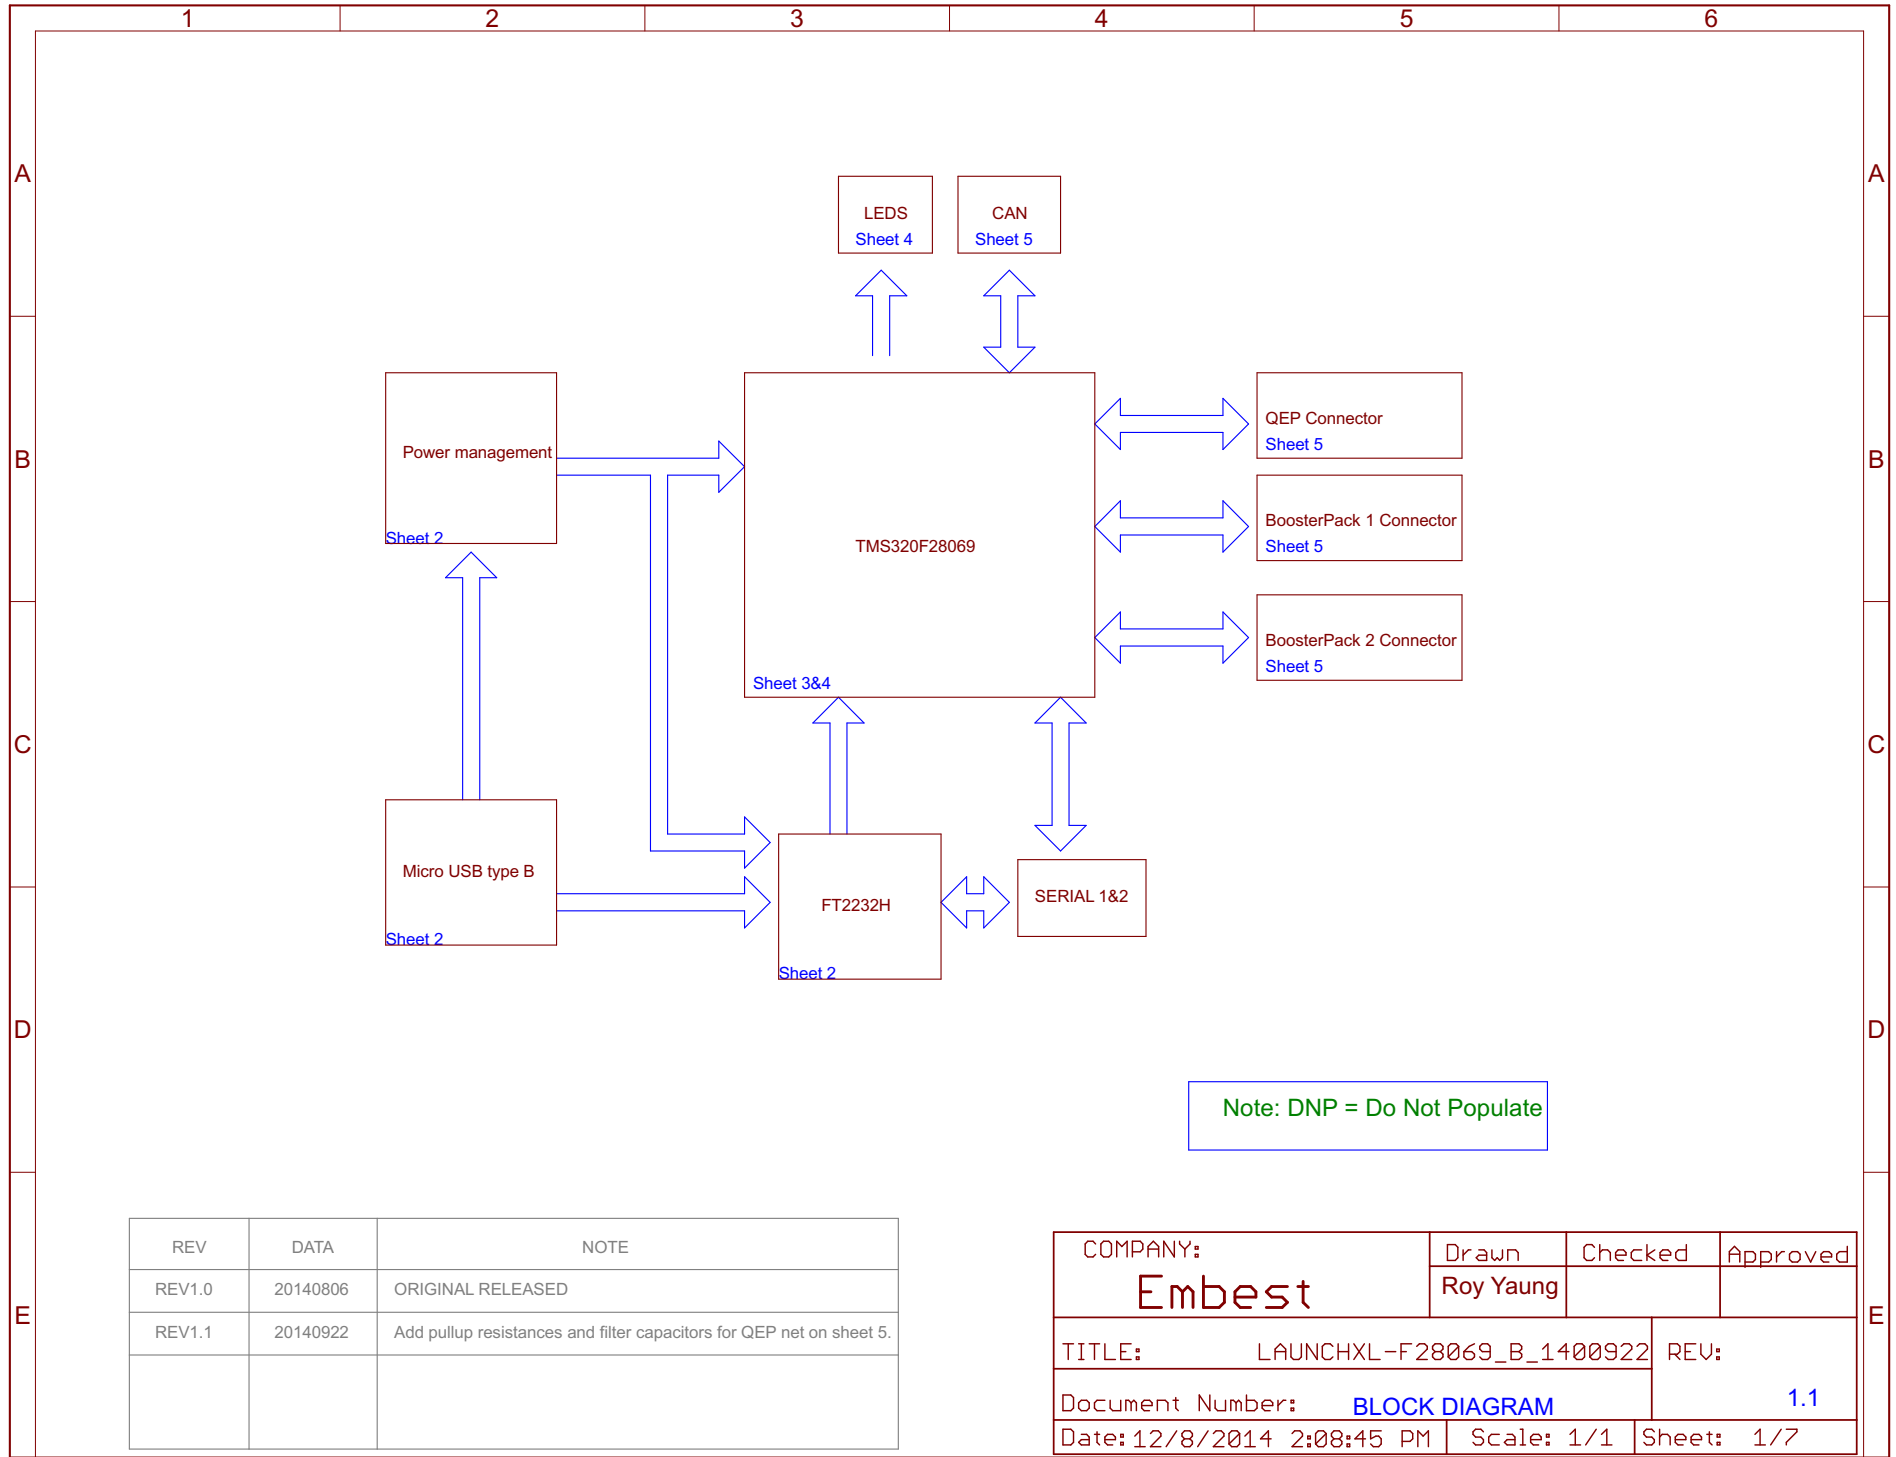 1 2 3 4 5 6
A A
LEDS CAN
Sheet 4 Sheet 5
QEP Connector
Sheet 5
Power management
B B
Sheet 2
BoosterPack 1 Connector
Sheet 5
TMS320F28069
BoosterPack 2 Connector
Sheet 5
Sheet 3&4
C C
Micro USB type B
Sheet 2
FT2232H
Sheet 2
SERIAL 1&2
D D
Note: DNP = Do Not Populate
REV DATA NOTE
REV1.0 20140806 ORIGINAL RELEASED
REV1.1 20140922 Add pullup resistances and filter capacitors for QEP net on sheet 5.
E E
COMPANY: Drawn Checked Approved
Embest Roy Yaung
TITLE: LAUNCHXL-F28069_B_1400922 REV:
Document Number: BLOCK DIAGRAM 1.1
Date: 12/8/2014 2:08:45 PM Scale: 1/1 Sheet: 1/7